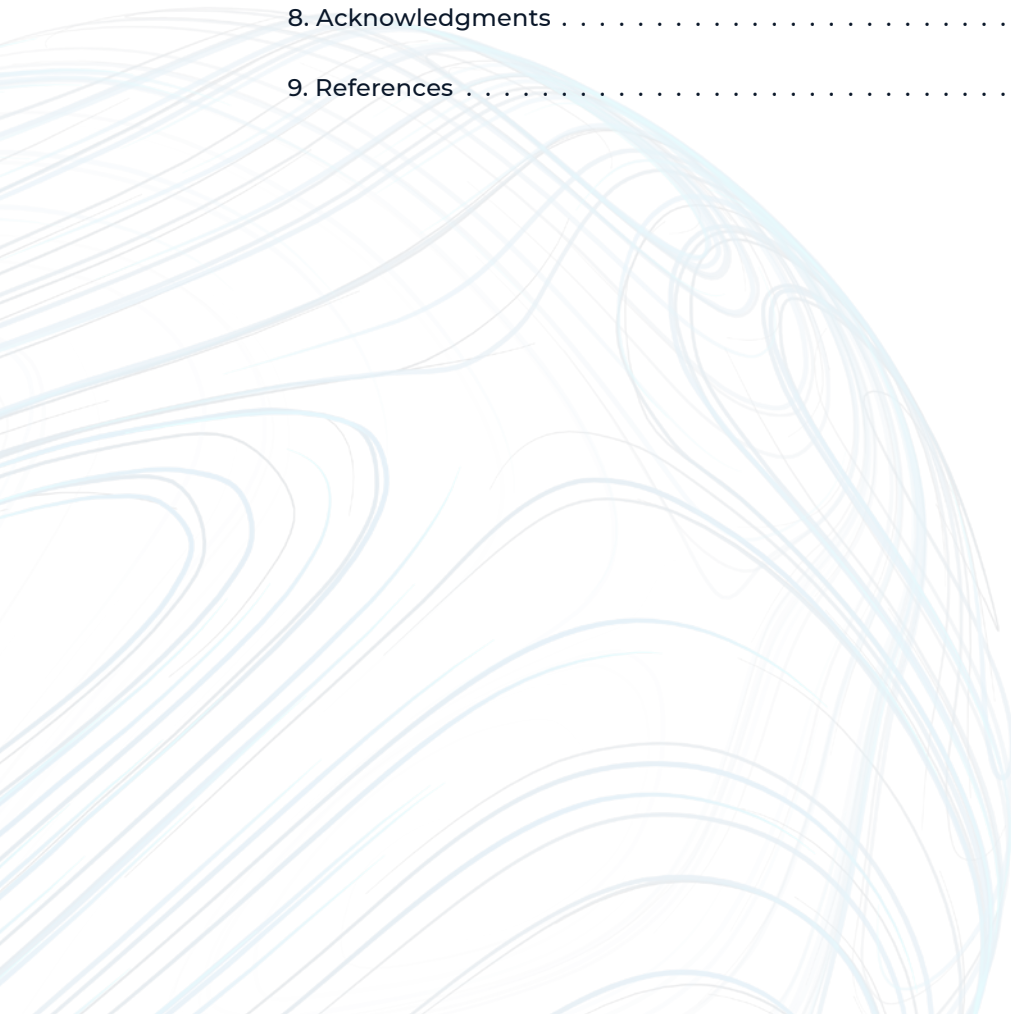 8. Acknowledgments . . . . . . . . . . . . . . . . . . . . . . . .
9. References . . . . . . . . . . . . . . . . . . . . . . . . . . . . .